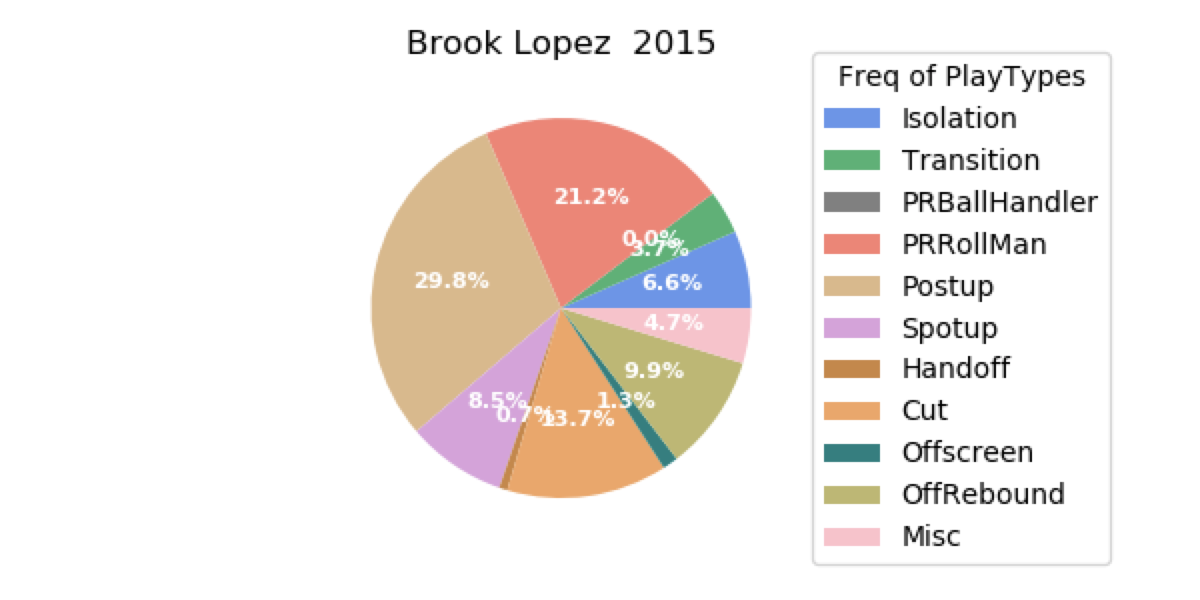 Brook Lopez  2015
Freq of PlayTypes
Isolation
Transition
PRBallHandler
PRRollMan
Postup
Spotup
Handoff
Cut
Offscreen
OffRebound
Misc
21.2%
0.0%
3.7%
6.6%
29.8%
4.7%
9.9%
8.5%
1.3%
0.7%
13.7%